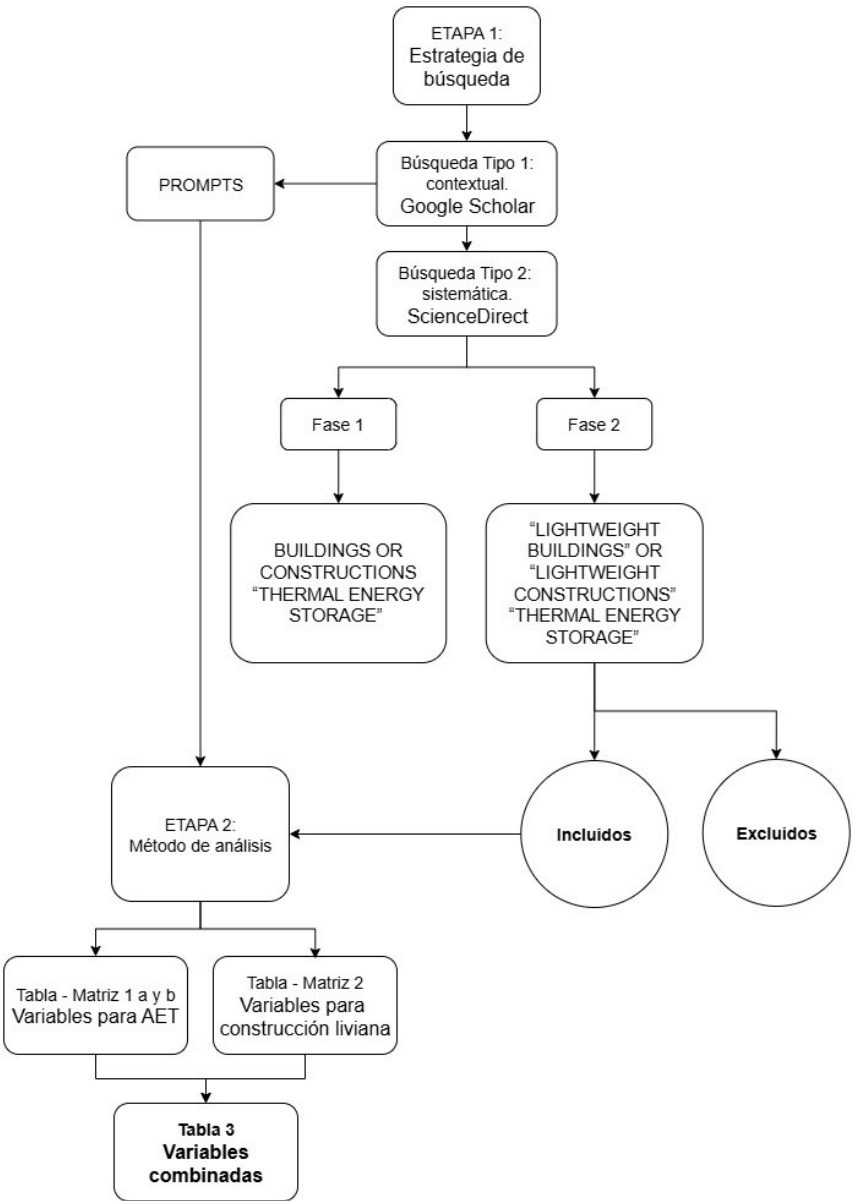 ETAPA 1:
Estrategia de
búsqueda
Búsqueda Tipo 1:
contextual.
Google Scholar
PROMPTS
Búsqueda Tipo 2:
sistemática.
ScienceDirect
Fase 1
Fase 2
BUILDINGS OR
CONSTRUCTIONS
“THERMAL ENERGY
STORAGE”
“LIGHTWEIGHT
BUILDINGS” OR
“LIGHTWEIGHT
CONSTRUCTIONS”
“THERMAL ENERGY
STORAGE”
ETAPA 2:
Método de análisis
Incluidos
Excluidos
Tabla - Matriz 1 a y b
Variables para AET
Tabla - Matriz 2
Variables para
construcción liviana
Tabla 3
Variables
combinadas